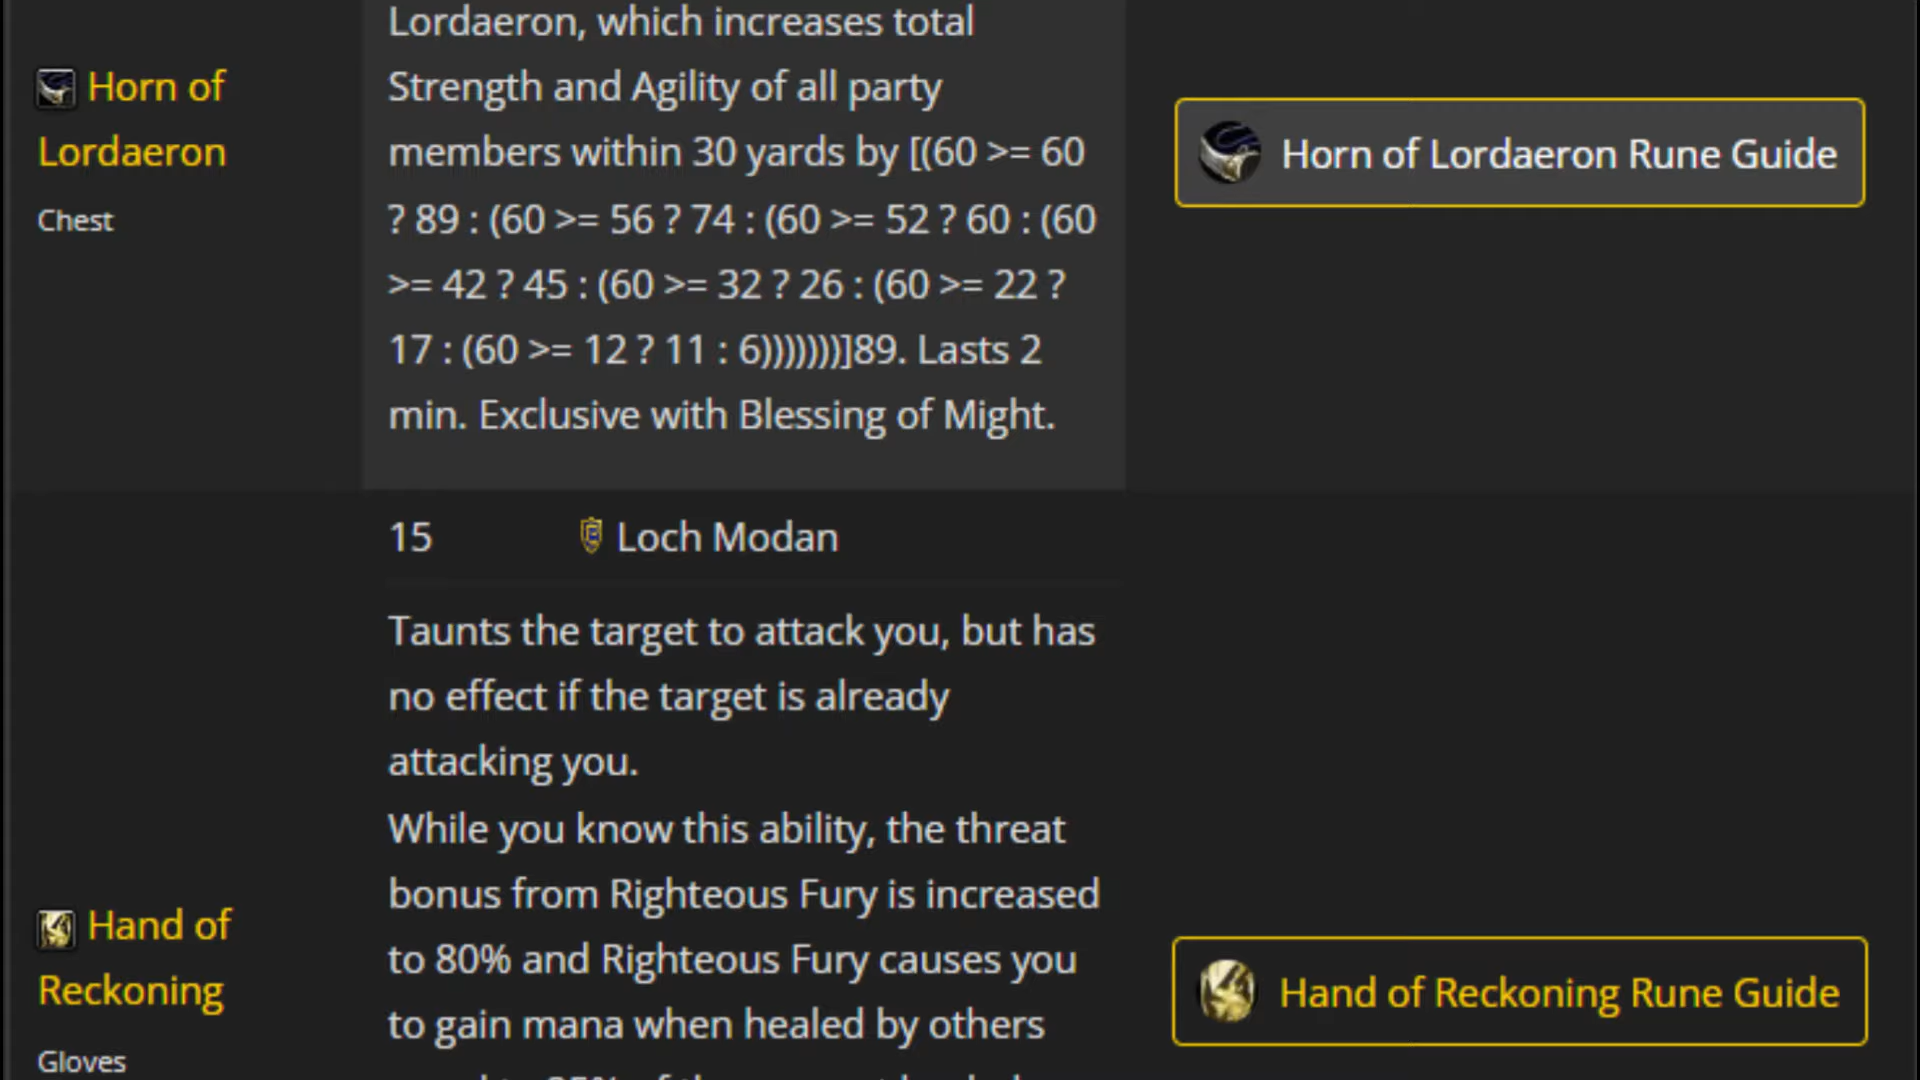 Horn of
Lordaeron
Chest
Lordaeron, which increases total
Strength and Agility of all party
members within 30 yards by [(60 >= 60
? 89 : (60 >= 56 ? 74 : (60 >= 52 ? 60 : (60
>= 42 ? 45 : (60 >= 32 ? 26 : (60 >= 22 ?
17 : (60 >= 12 ? 11 : 6)))))))]89. Lasts 2
min. Exclusive with Blessing of Might.
Horn of Lordaeron Rune Guide
15 Loch Modan
Hand of
Reckoning
Gloves
Taunts the target to attack you, but has
no effect if the target is already
attacking you.
While you know this ability, the threat
bonus from Righteous Fury is increased
to 80% and Righteous Fury causes you
to gain mana when healed by others
Hand of Reckoning Rune Guide